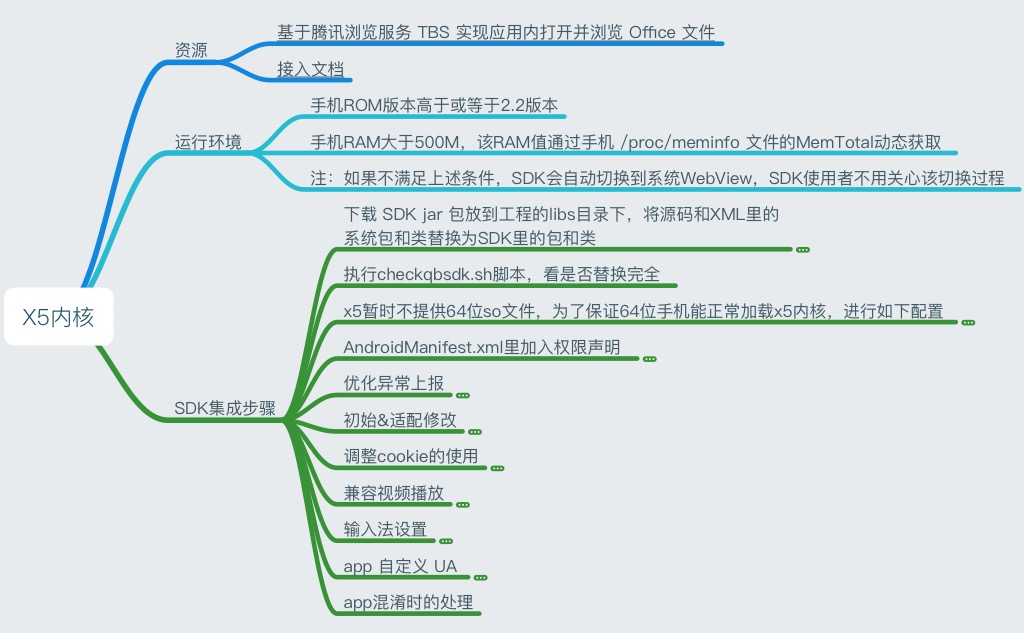 X5内核
资源
基于腾讯浏览服务 TBS 实现应用内打开并浏览 Office 文件
接入文档
运行环境
手机ROM版本高于或等于2.2版本
手机RAM大于500M，该RAM值通过手机 /proc/meminfo 文件的MemTotal动态获取
注：如果不满足上述条件，SDK会自动切换到系统WebView，SDK使用者不用关心该切换过程
SDK集成步骤
下载 SDK jar 包放到工程的libs目录下，将源码和XML里的
系统包和类替换为SDK里的包和类
执行checkqbsdk.sh脚本，看是否替换完全
x5暂时不提供64位so文件，为了保证64位手机能正常加载x5内核，进行如下配置
AndroidManifest.xml里加入权限声明
优化异常上报
初始&适配修改
调整cookie的使用
兼容视频播放
输入法设置
app 自定义 UA
app混淆时的处理